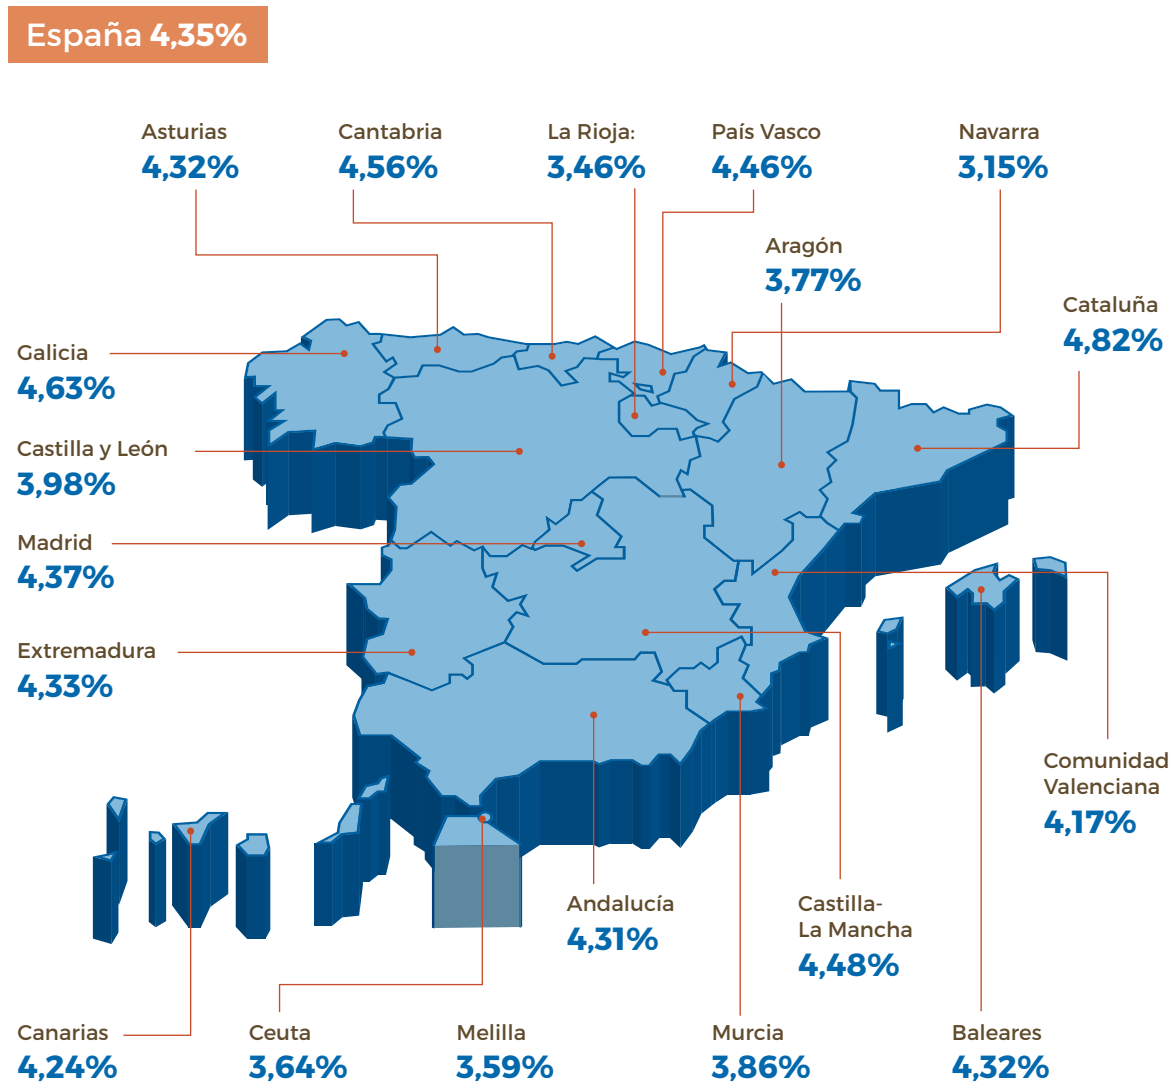 España 4,35%
Asturias
4,32%
Cantabria
4,56%
La Rioja:
3,46%
País Vasco
4,46%
Navarra
3,15%
Aragón
3,77%
Cataluña
4,82%
Galicia
4,63%
Castilla y León
3,98%
Madrid
4,37%
Extremadura
4,33%
Comunidad
Valenciana
4,17%
Andalucía
4,31%
Castilla-
La Mancha
4,48%
Canarias
4,24%
Ceuta
3,64%
Melilla
3,59%
Murcia
3,86%
Baleares
4,32%